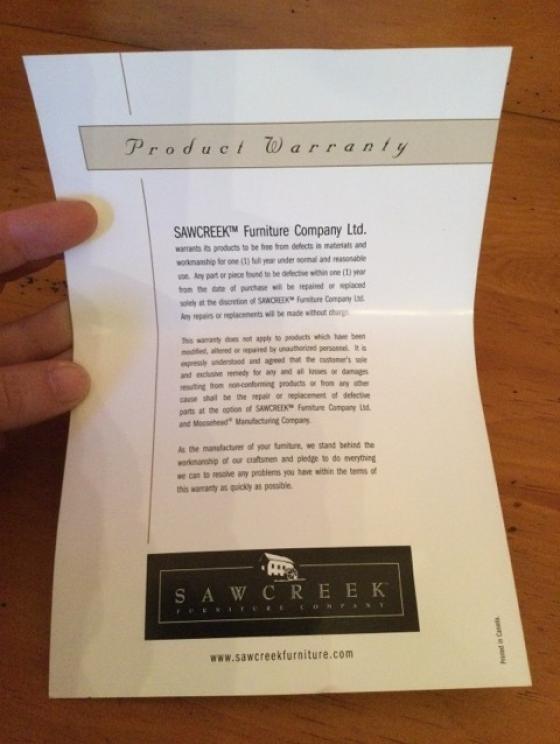 Product Warranty
SAWCREEK™ Furniture Company Ltd.
warrants its products to be free from defects in materials and
workmanship for one (1) full year under normal and reasonable
use. Any part or piece found to be defective within one (1) year
from the date of purchase will be repaired or replaced
solely at the discretion of SAWCREEK™ Furniture Company Ltd.
Any repairs or replacements will be made without charge.
This warranty does not apply to products which have been
modified, altered or repaired by unauthorized personnel. It is
expressly understood and agreed that the customer's sole
and exclusive remedy for any and all losses or damages
resulting from non-conforming products or from any other
cause shall be the repair or replacement of defective
parts at the option of SAWCREEK™ Furniture Company Ltd.
and Moosehead® Manufacturing Company.
As the manufacturer of your furniture, we stand behind the
workmanship of our craftsmen and pledge to do everything
we can to resolve any problems you have within the terms of
this warranty as quickly as possible.
SAWCREEK™
FURNITURE COMPANY
www.sawcreekfurniture.com
Printed in Canada.